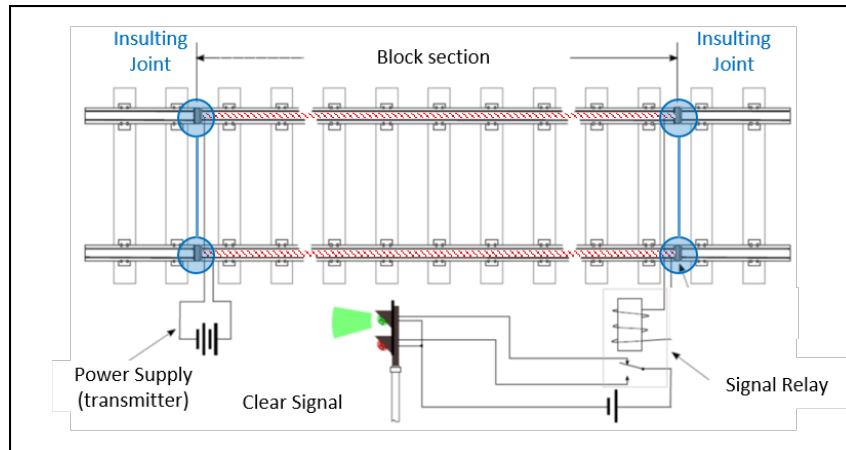 Insulting
Joint
Block section
Insulting
Joint
Power Supply
(transmitter)
Clear Signal
Signal Relay